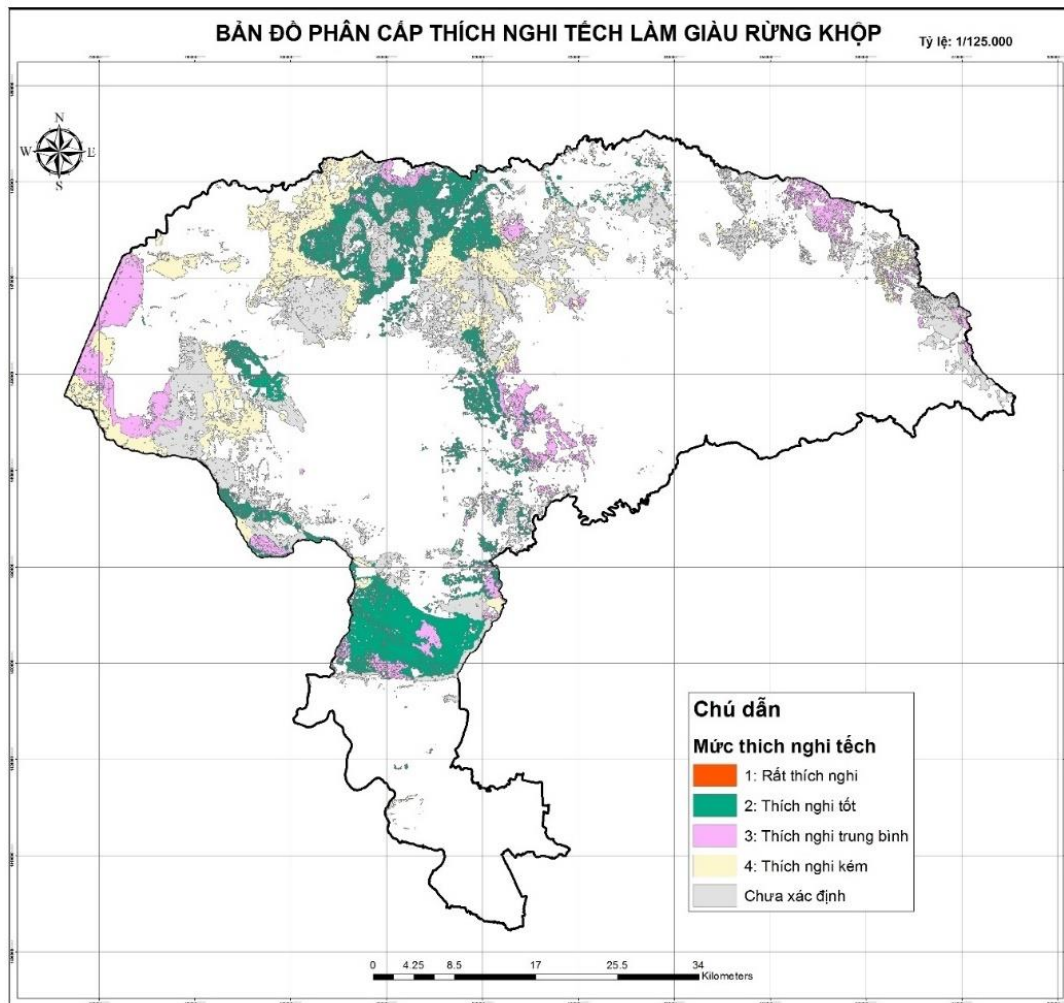 BẢN ĐỒ PHÂN CẤP THÍCH NGHI TẾCH LÀM GIÀU RỪNG KHỘP
Tỷ lệ: 1/125.000
N
W
E
S
Chú dẫn
Mức thich nghi tếch
1: Rất thích nghi
2: Thích nghi tốt
3: Thích nghi trung bình
4: Thích nghi kém
Chưa xác định
0 4.25 8.5 17 25.5 34
Kilometers